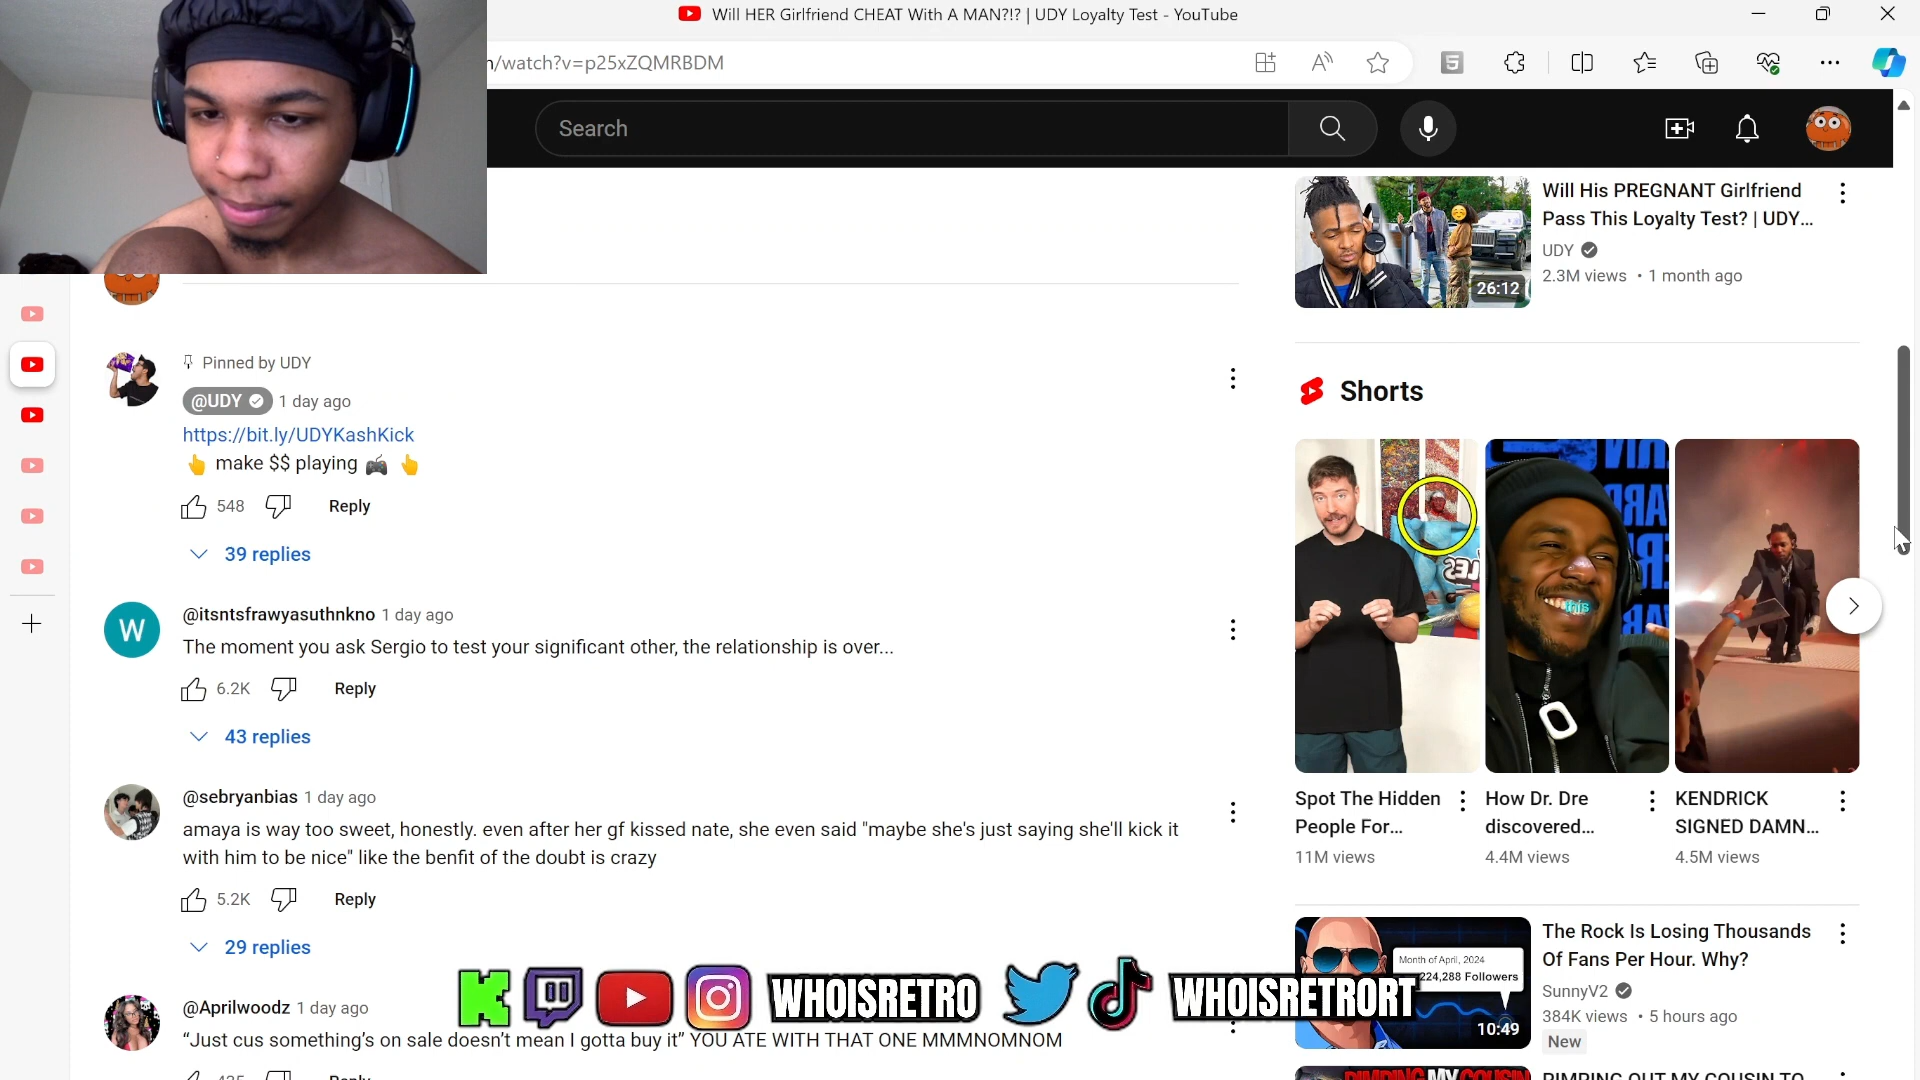 Will HER Girlfriend CHEAT With A MAN?!? | UDY Loyalty Test - YouTube
/watch?v=p25xZQMRBDM
Search
Will His PREGNANT Girlfriend
Pass This Loyalty Test? | UDY...
UDY
2.3M views • 1 month ago
26:12
Pinned by UDY
@UDY 1 day ago
https://bit.ly/UDYKashKick
👆 make $$ playing 🎮 👆
548 Reply
39 replies
@itsntsfrawyasuthnkno 1 day ago
The moment you ask Sergio to test your significant other, the relationship is over...
6.2K Reply
43 replies
@sebryanbias 1 day ago
amaya is way too sweet, honestly. even after her gf kissed nate, she even said "maybe she's just saying she'll kick it
with him to be nice" like the benfit of the doubt is crazy
5.2K Reply
29 replies
@Aprilwoodz 1 day ago
“Just cus something’s on sale doesn’t mean I gotta buy it” YOU ATE WITH THAT ONE MMMNOMNOM
435 Reply
Shorts
this
Spot The Hidden
People For...
11M views
How Dr. Dre
discovered...
4.4M views
KENDRICK
SIGNED DAMN...
4.5M views
Month of April, 2024
224,288 Followers
10:49
The Rock Is Losing Thousands
Of Fans Per Hour. Why?
SunnyV2
384K views • 5 hours ago
New
PIMPING MY COUSIN
PIMPING OUT MY COUSIN TO
WHOISRETRO
WHOISRETRORT